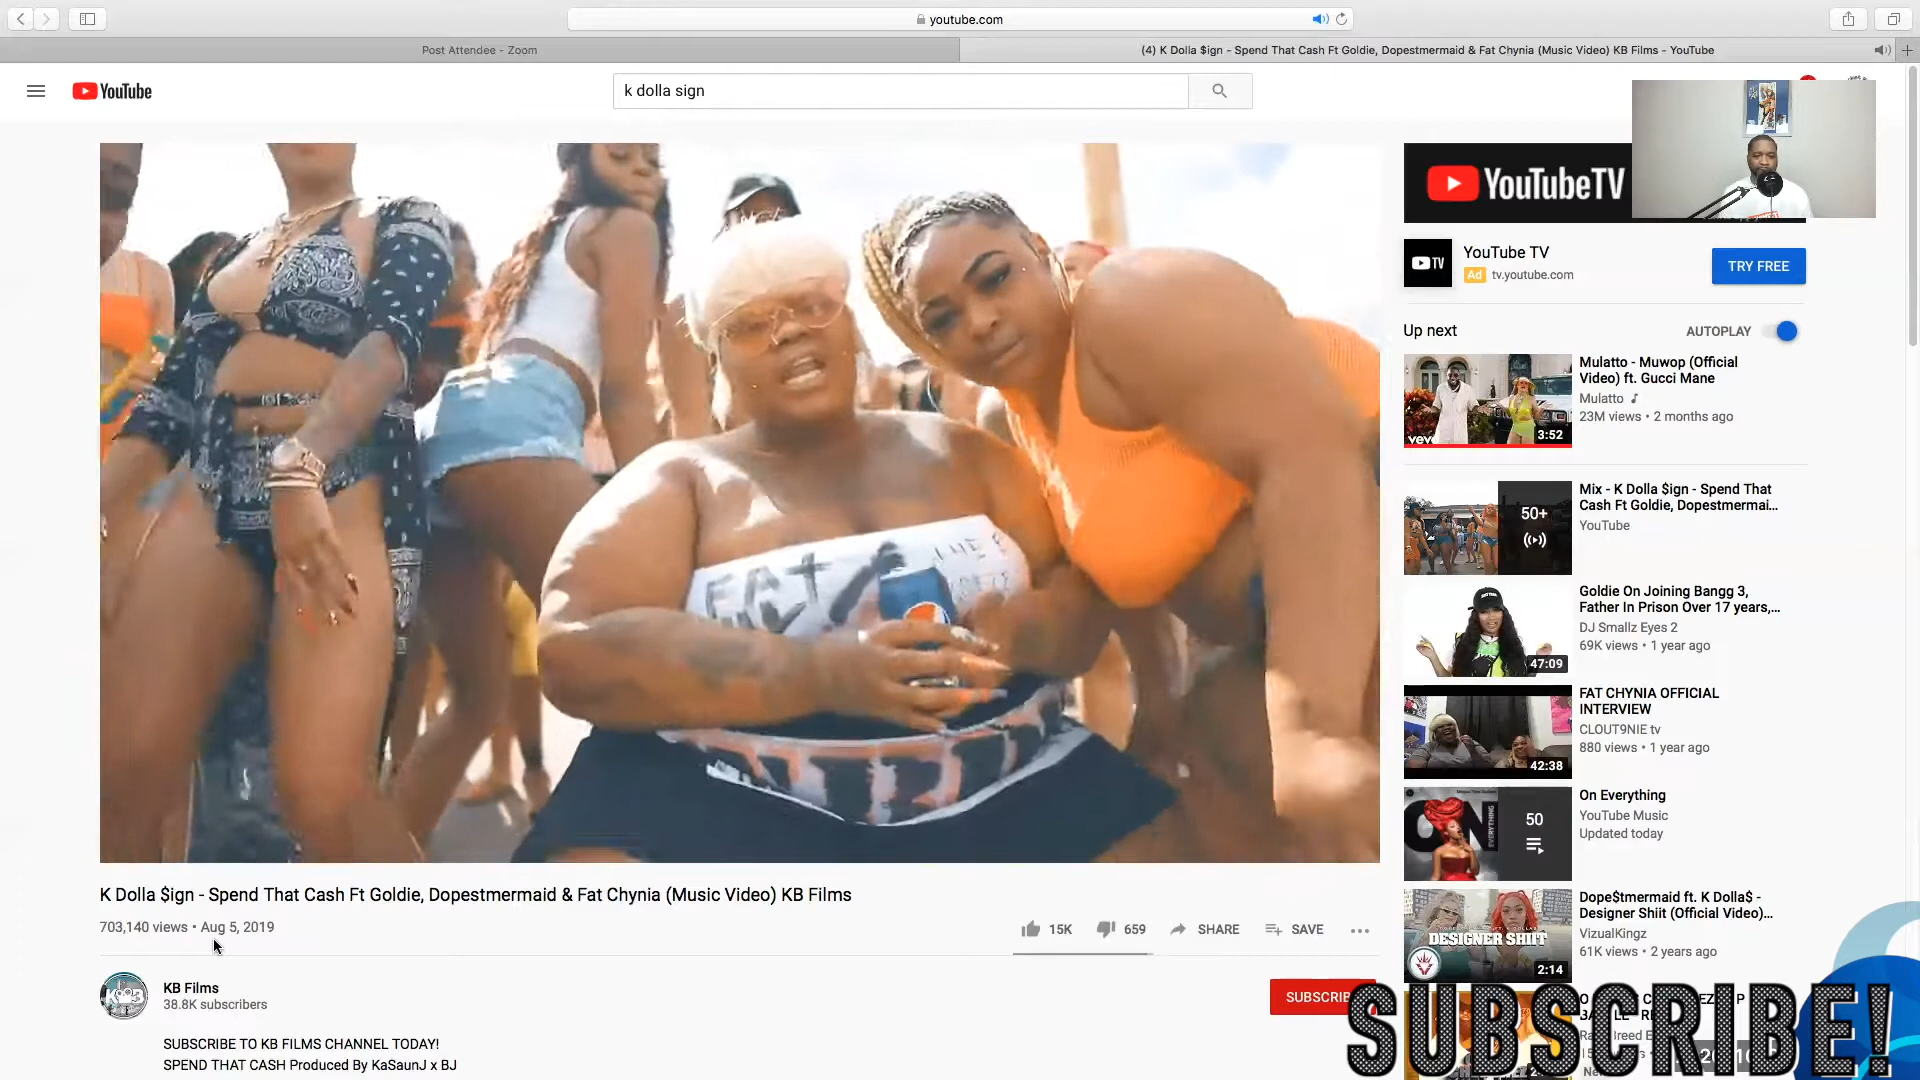 youtube.com
Post Attendee - Zoom
(4) K Dolla $ign - Spend That Cash Ft Goldie, Dopestmermaid & Fat Chynia (Music Video) KB Films - YouTube
YouTube
k dolla sign
FAT
YouTubeTV
TV
YouTube TV
Ad tv.youtube.com
TRY FREE
Up next
AUTOPLAY
Mulatto - Muwop (Official
Video) ft. Gucci Mane
Mulatto
23M views • 2 months ago
vevo
3:52
Mix - K Dolla $ign - Spend That
Cash Ft Goldie, Dopestmermai...
YouTube
50+
Goldie On Joining Bangg 3,
Father In Prison Over 17 years,...
DJ Smallz Eyes 2
69K views • 1 year ago
47:09
FAT CHYNIA OFFICIAL
INTERVIEW
CLOUT9NIE tv
880 views • 1 year ago
42:38
On Everything
YouTube Music
Updated today
ON
EVERYTHING
50
Dope$tmermaid ft. K Dolla$ -
Designer Shiit (Official Video)...
VizualKingz
61K views • 2 years ago
DESIGNER SHIIT
2:14
K Dolla $ign - Spend That Cash Ft Goldie, Dopestmermaid & Fat Chynia (Music Video) KB Films
703,140 views • Aug 5, 2019
15K
659
SHARE
SAVE
KB Films
38.8K subscribers
SUBSCRIBE
SUBSCRIBE TO KB FILMS CHANNEL TODAY!
SPEND THAT CASH Produced By KaSaunJ x BJ
SUBSCRIBE!